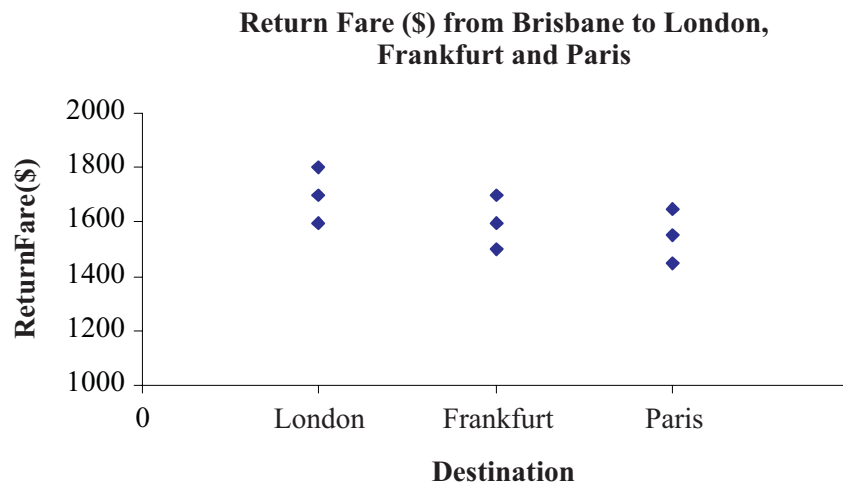 Return Fare ($) from Brisbane to London,
Frankfurt and Paris
ReturnFare($)
2000
1800
1600
1400
1200
1000
0
London
Frankfurt
Paris
Destination